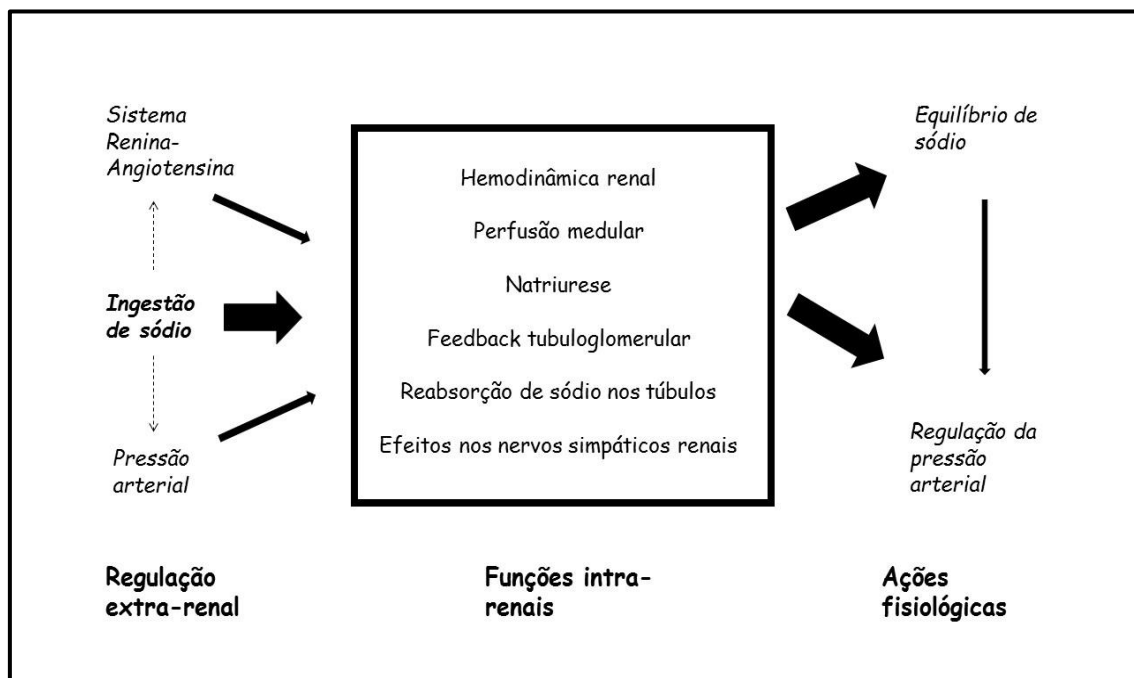 Sistema
Renina-
Angiotensina
Ingestão
de sódio
Pressão
arterial
Regulação
extra-renal
Hemodinâmica renal
Perfusão medular
Natriurese
Feedback tubuloglomerular
Reabsorção de sódio nos túbulos
Efeitos nos nervos simpáticos renais
Funções intra-
renais
Equilíbrio de
sódio
Regulação da
pressão
arterial
Ações
fisiológicas